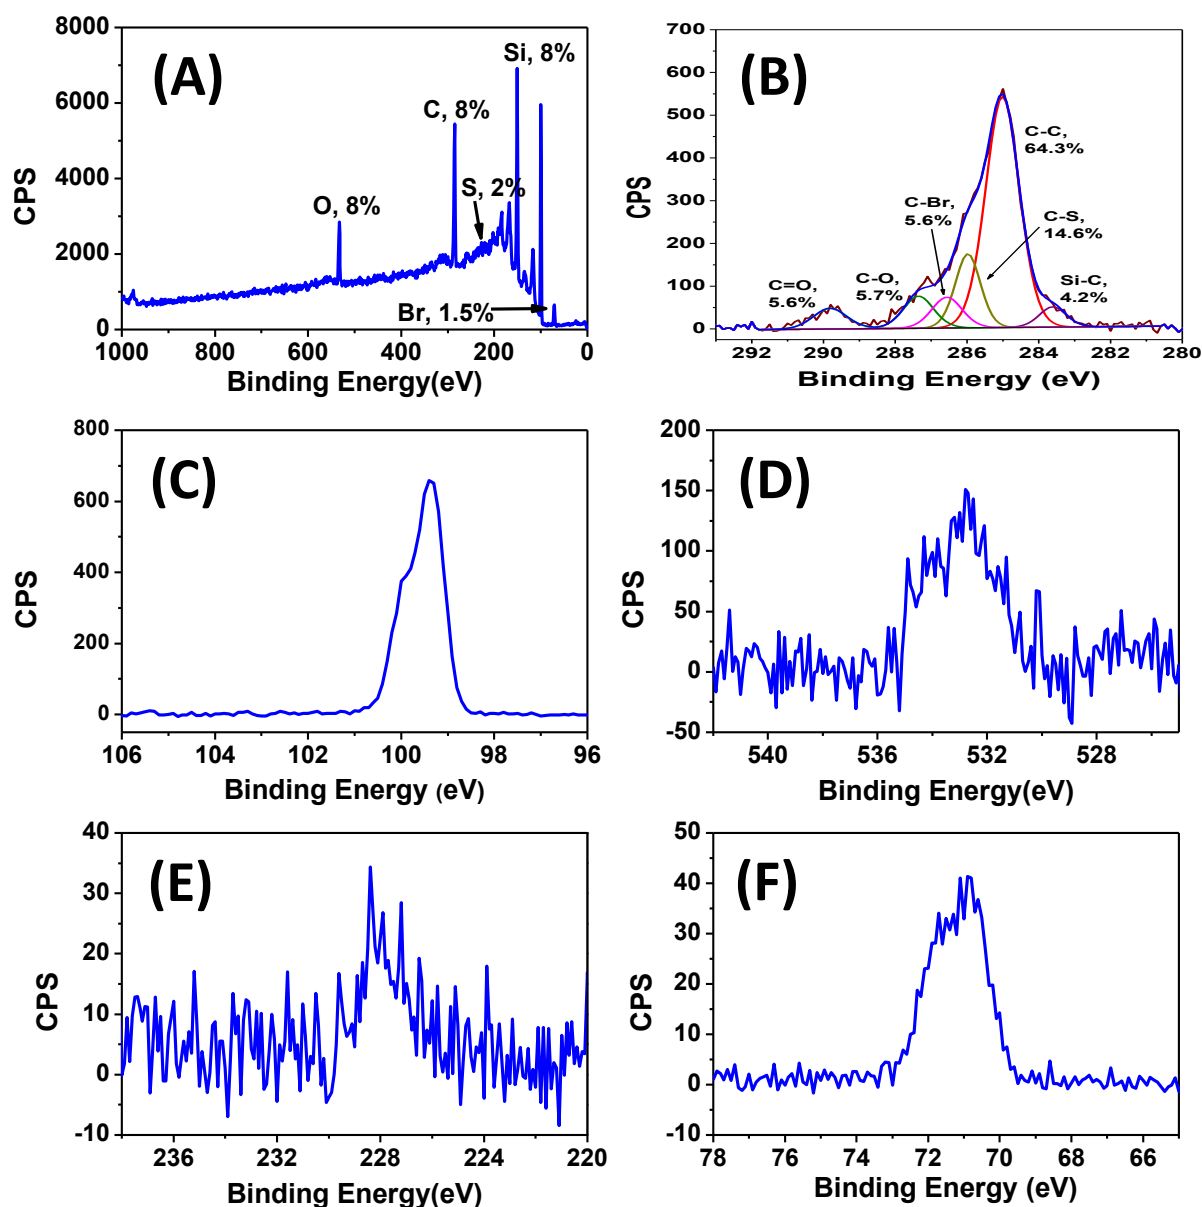 (A)
8000
6000
4000
2000
0
CPS
O, 8%
C, 8%
S, 2%
Si, 8%
Br, 1.5%
1000 800 600 400 200 0
Binding Energy(eV)
(B)
700
600
500
400
300
200
100
0
CPS
C=O,
5.6%
C-O,
5.7%
C-Br,
5.6%
C-C,
64.3%
C-S,
14.6%
Si-C,
4.2%
292 290 288 286 284 282 280
Binding Energy (eV)
(C)
800
600
400
200
0
CPS
106 104 102 100 98 96
Binding Energy (eV)
(D)
200
150
100
50
0
-50
CPS
540 536 532 528
Binding Energy(eV)
(E)
40
30
20
10
0
-10
CPS
236 232 228 224 220
Binding Energy(eV)
(F)
50
40
30
20
10
0
-10
CPS
78 76 74 72 70 68 66
Binding Energy (eV)